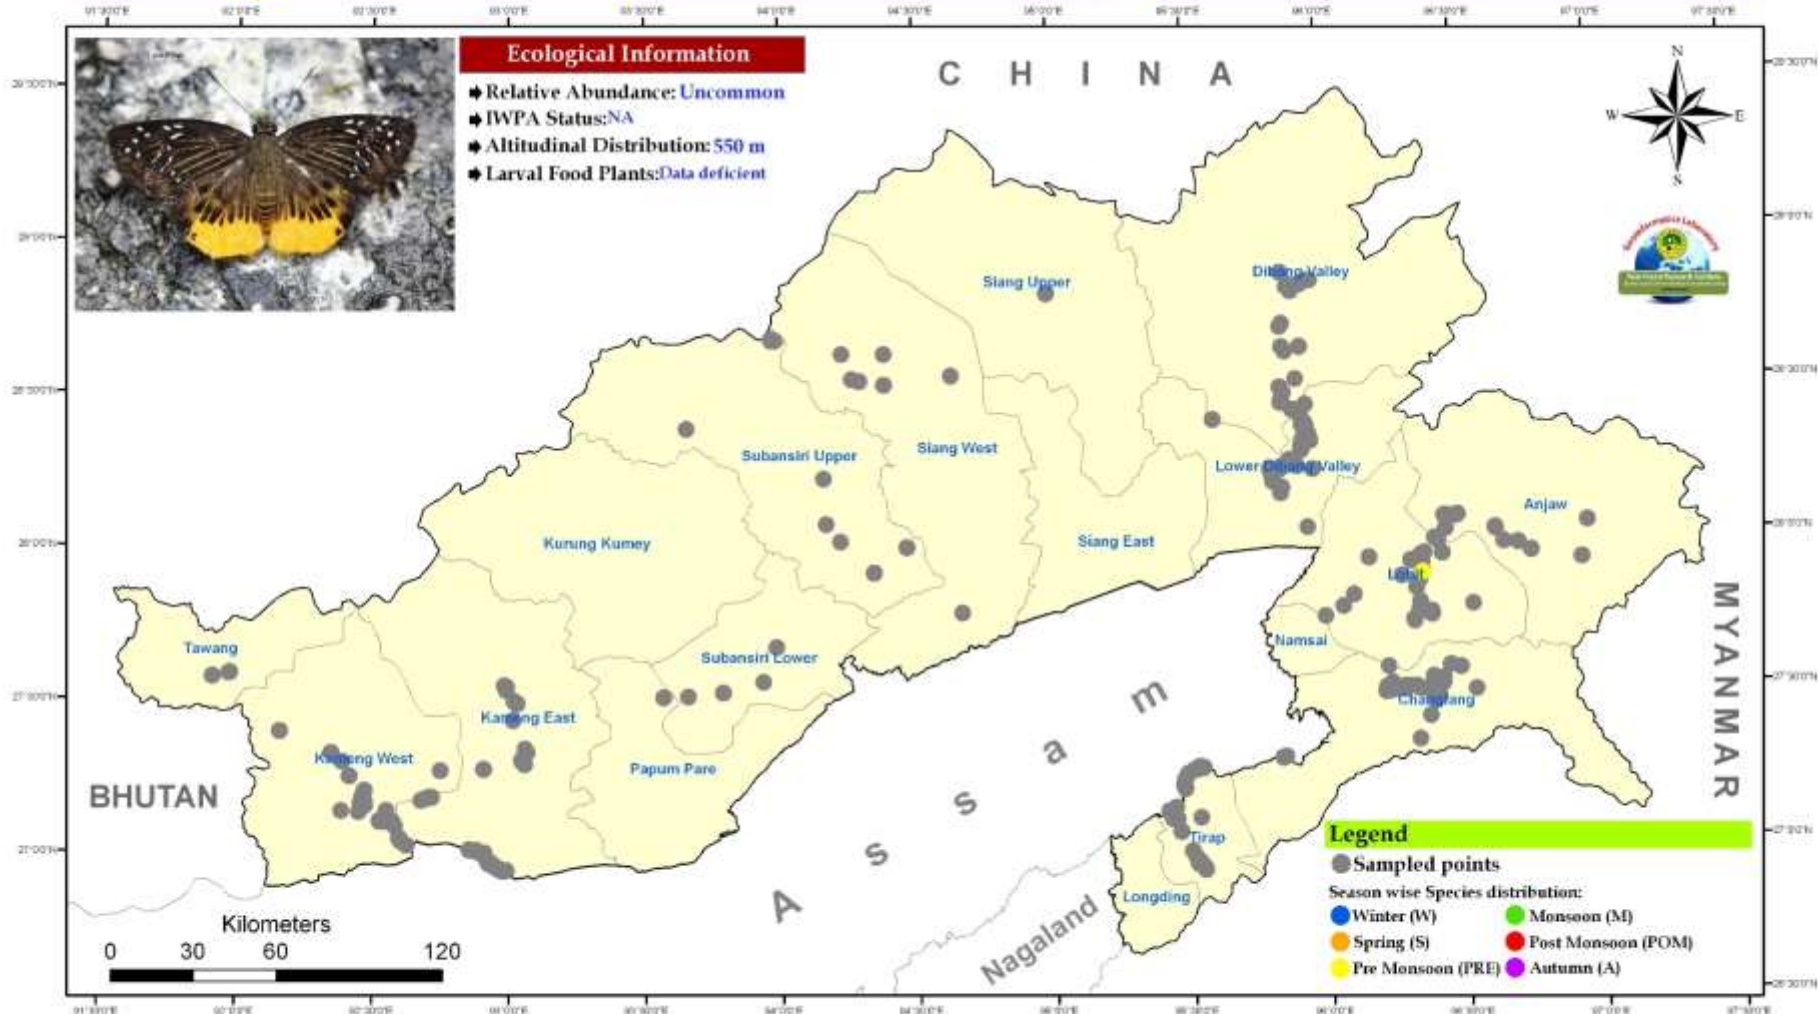 Ecological Information
Relative Abundance: Uncommon
IWPA Status:NA
Altitudinal Distribution: 550 m
Larval Food Plants:Data deficient
C H I N A
N
W E
S
Siang Upper
Dibang Valley
Subansiri Upper
Siang West
Lower Dibang Valley
Anjaw
Kurung Kumey
Siang East
Lohit
Tawang
Subansiri Lower
Namsai
MYANMAR
Kameng East
Changlang
Kameng West
Papum Pare
BHUTAN
Assam
Tirap
Longding
Nagaland
Kilometers
0 30 60 120
Legend
Sampled points
Season wise Species distribution:
Winter (W) Monsoon (M)
Spring (S) Post Monsoon (POM)
Pre Monsoon (PRE) Autumn (A)